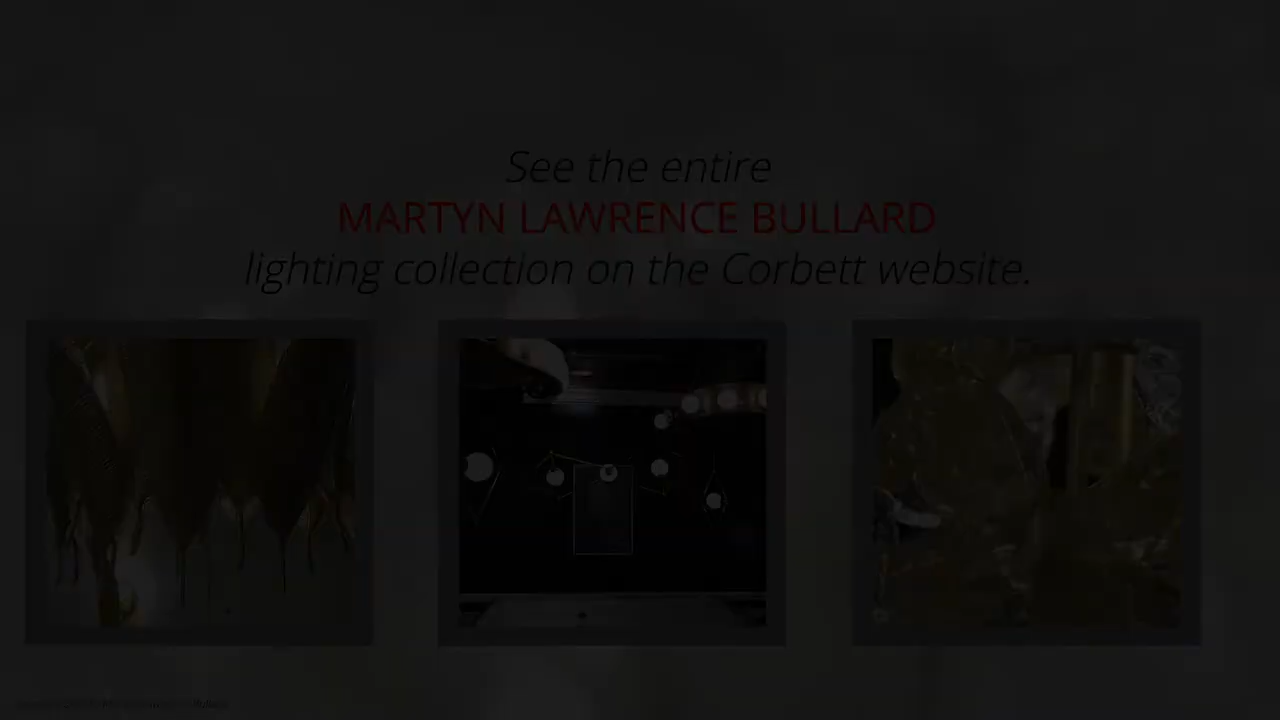 See the entire
MARTYN LAWRENCE BULLARD
lighting collection on the Corbett website.